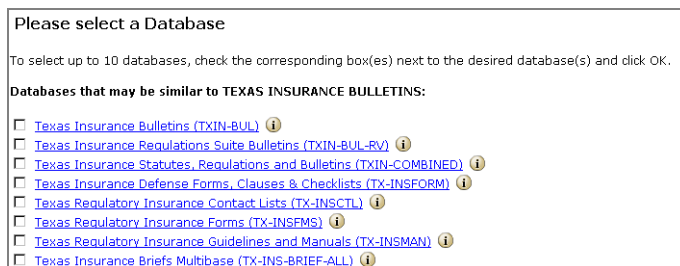 Please select a Database
To select up to 10 databases, check the corresponding box(es) next to the desired database(s) and click OK.
Databases that may be similar to TEXAS INSURANCE BULLETINS:
Texas Insurance Bulletins (TXIN-BUL)
Texas Insurance Regulations Suite Bulletins (TXIN-BUL-RV)
Texas Insurance Statutes, Regulations and Bulletins (TXIN-COMBINED)
Texas Insurance Defense Forms, Clauses & Checklists (TX-INSFORM)
Texas Regulatory Insurance Contact Lists (TX-INSCTL)
Texas Regulatory Insurance Forms (TX-INSFMS)
Texas Regulatory Insurance Guidelines and Manuals (TX-INSMAN)
Texas Insurance Briefs Multibase (TX-INS-BRIEF-ALL)